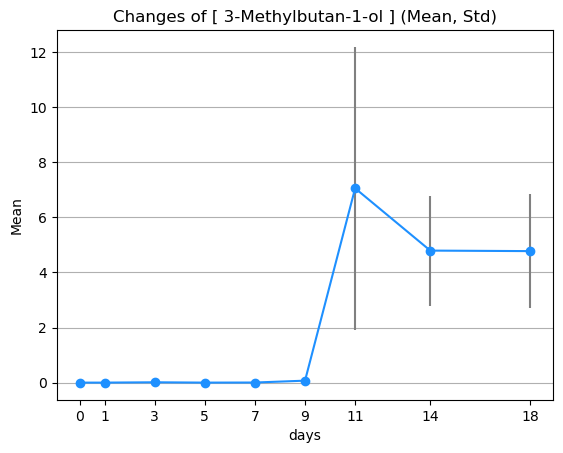 Changes of [ 3-Methylbutan-1-ol ] (Mean, Std)
12
10
8
6
4
2
0
Mean
0 1 3 5 7 9 11 14 18
days